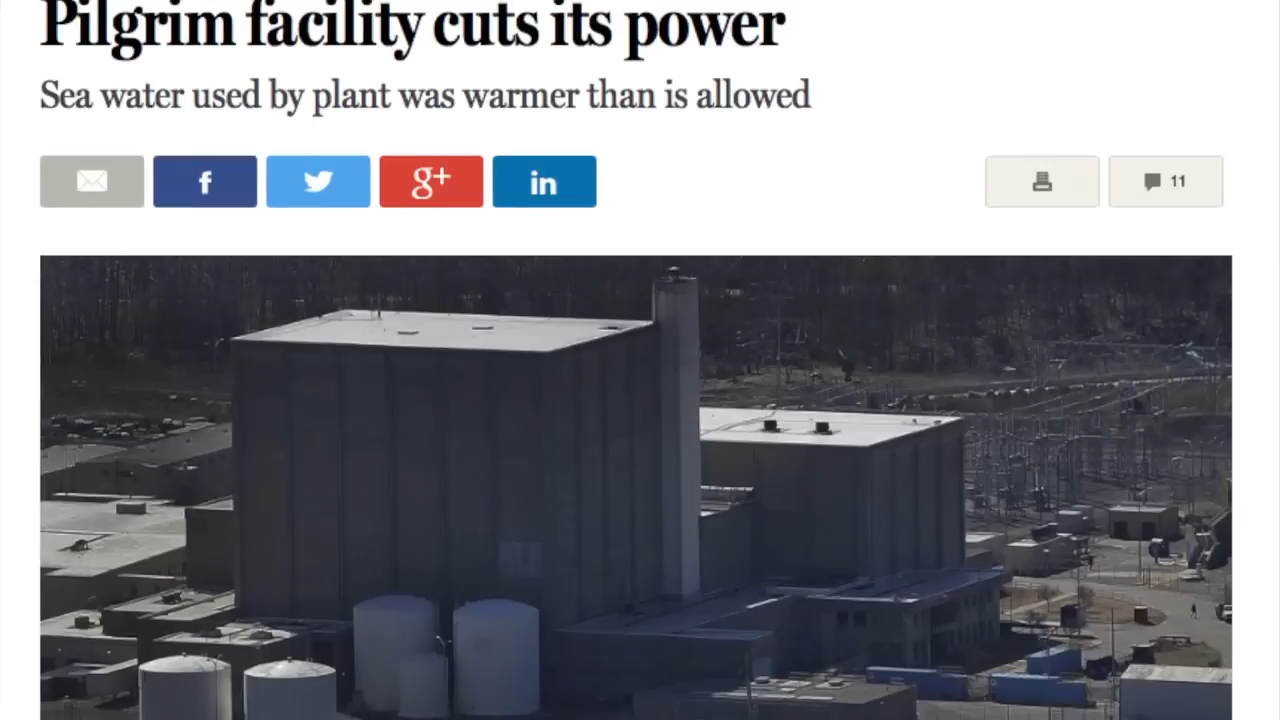 Pilgrim facility cuts its power
Sea water used by plant was warmer than is allowed
f
g+
in
11